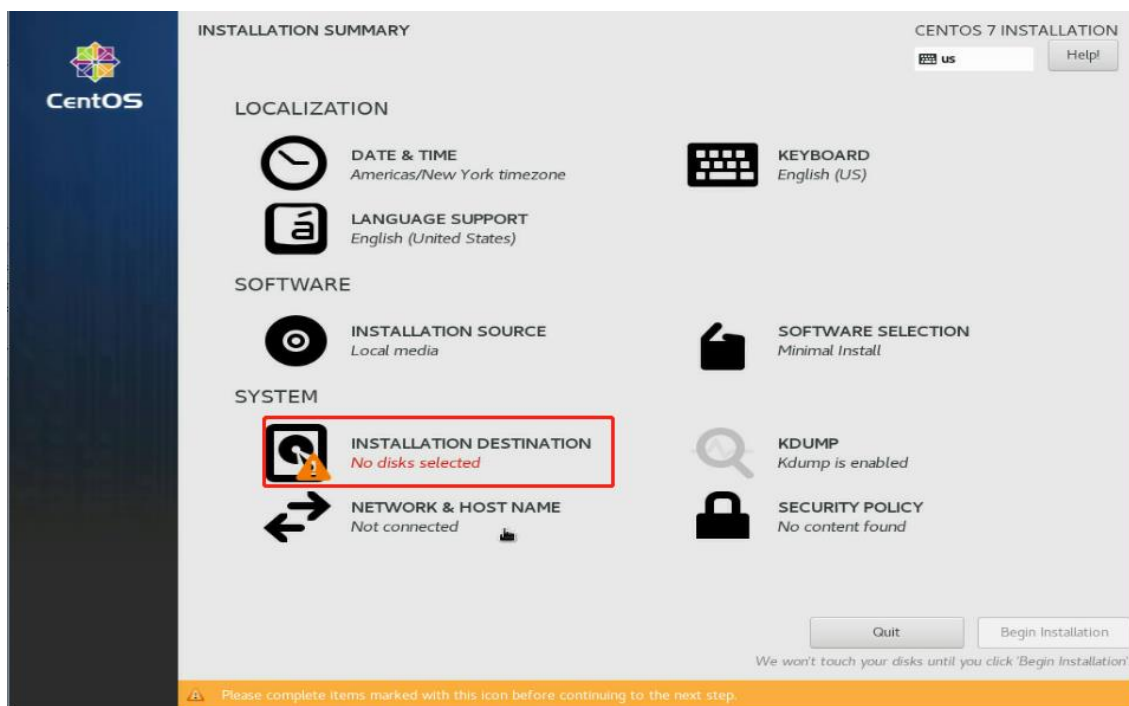 INSTALLATION SUMMARY
CENTOS 7 INSTALLATION
us
Help!
CentOS
LOCALIZATION
DATE & TIME
Americas/New York timezone
KEYBOARD
English (US)
LANGUAGE SUPPORT
English (United States)
SOFTWARE
INSTALLATION SOURCE
Local media
SOFTWARE SELECTION
Minimal Install
SYSTEM
INSTALLATION DESTINATION
No disks selected
KDUMP
Kdump is enabled
NETWORK & HOST NAME
Not connected
SECURITY POLICY
No content found
Quit
Begin Installation
We won't touch your disks until you click 'Begin Installation'
Please complete items marked with this icon before continuing to the next step.